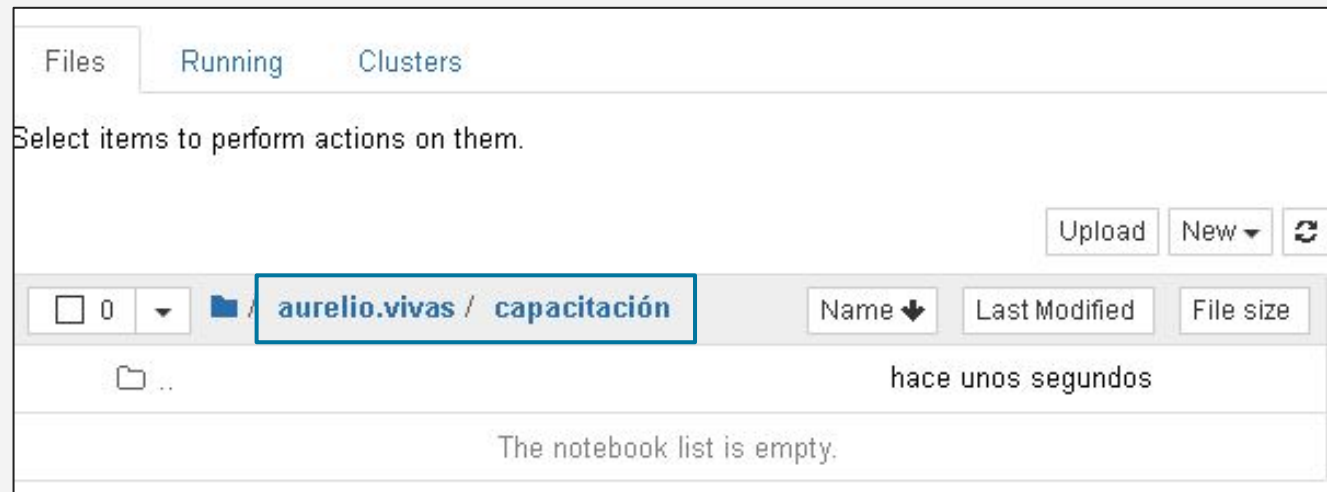 Files Running Clusters
Select items to perform actions on them.
Upload New
0 / aurelio.vivas / capacitación Name Last Modified File size
.. hace unos segundos
The notebook list is empty.